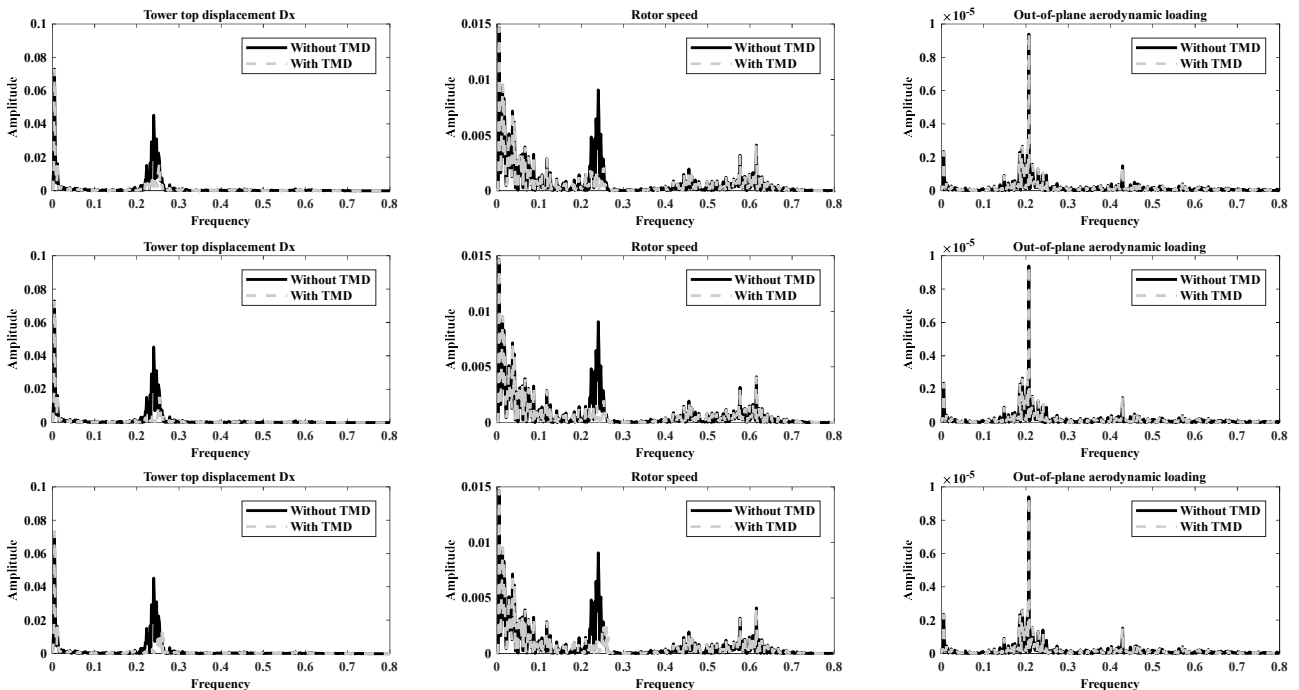 Tower top displacement Dx
0.1
0.08
0.06
0.04
0.02
0
Amplitude
Without TMD
With TMD
0 0.1 0.2 0.3 0.4 0.5 0.6 0.7 0.8
Frequency
Rotor speed
0.015
0.01
0.005
0
Amplitude
Without TMD
With TMD
0 0.1 0.2 0.3 0.4 0.5 0.6 0.7 0.8
Frequency
Out-of-plane aerodynamic loading
×10-5
1
0.8
0.6
0.4
0.2
0
Amplitude
Without TMD
With TMD
0 0.1 0.2 0.3 0.4 0.5 0.6 0.7 0.8
Frequency
Tower top displacement Dx
0.1
0.08
0.06
0.04
0.02
0
Amplitude
Without TMD
With TMD
0 0.1 0.2 0.3 0.4 0.5 0.6 0.7 0.8
Frequency
Rotor speed
0.015
0.01
0.005
0
Amplitude
Without TMD
With TMD
0 0.1 0.2 0.3 0.4 0.5 0.6 0.7 0.8
Frequency
Out-of-plane aerodynamic loading
×10-5
1
0.8
0.6
0.4
0.2
0
Amplitude
Without TMD
With TMD
0 0.1 0.2 0.3 0.4 0.5 0.6 0.7 0.8
Frequency
Tower top displacement Dx
0.1
0.08
0.06
0.04
0.02
0
Amplitude
Without TMD
With TMD
0 0.1 0.2 0.3 0.4 0.5 0.6 0.7 0.8
Frequency
Rotor speed
0.015
0.01
0.005
0
Amplitude
Without TMD
With TMD
0 0.1 0.2 0.3 0.4 0.5 0.6 0.7 0.8
Frequency
Out-of-plane aerodynamic loading
×10-5
1
0.8
0.6
0.4
0.2
0
Amplitude
Without TMD
With TMD
0 0.1 0.2 0.3 0.4 0.5 0.6 0.7 0.8
Frequency